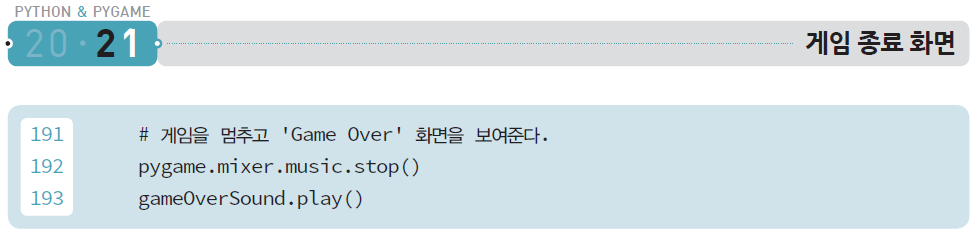 PYTHON & PYGAME
20·21 게임 종료 화면
191 # 게임을 멈추고 'Game Over' 화면을 보여준다.
192 pygame.mixer.music.stop()
193 gameOverSound.play()